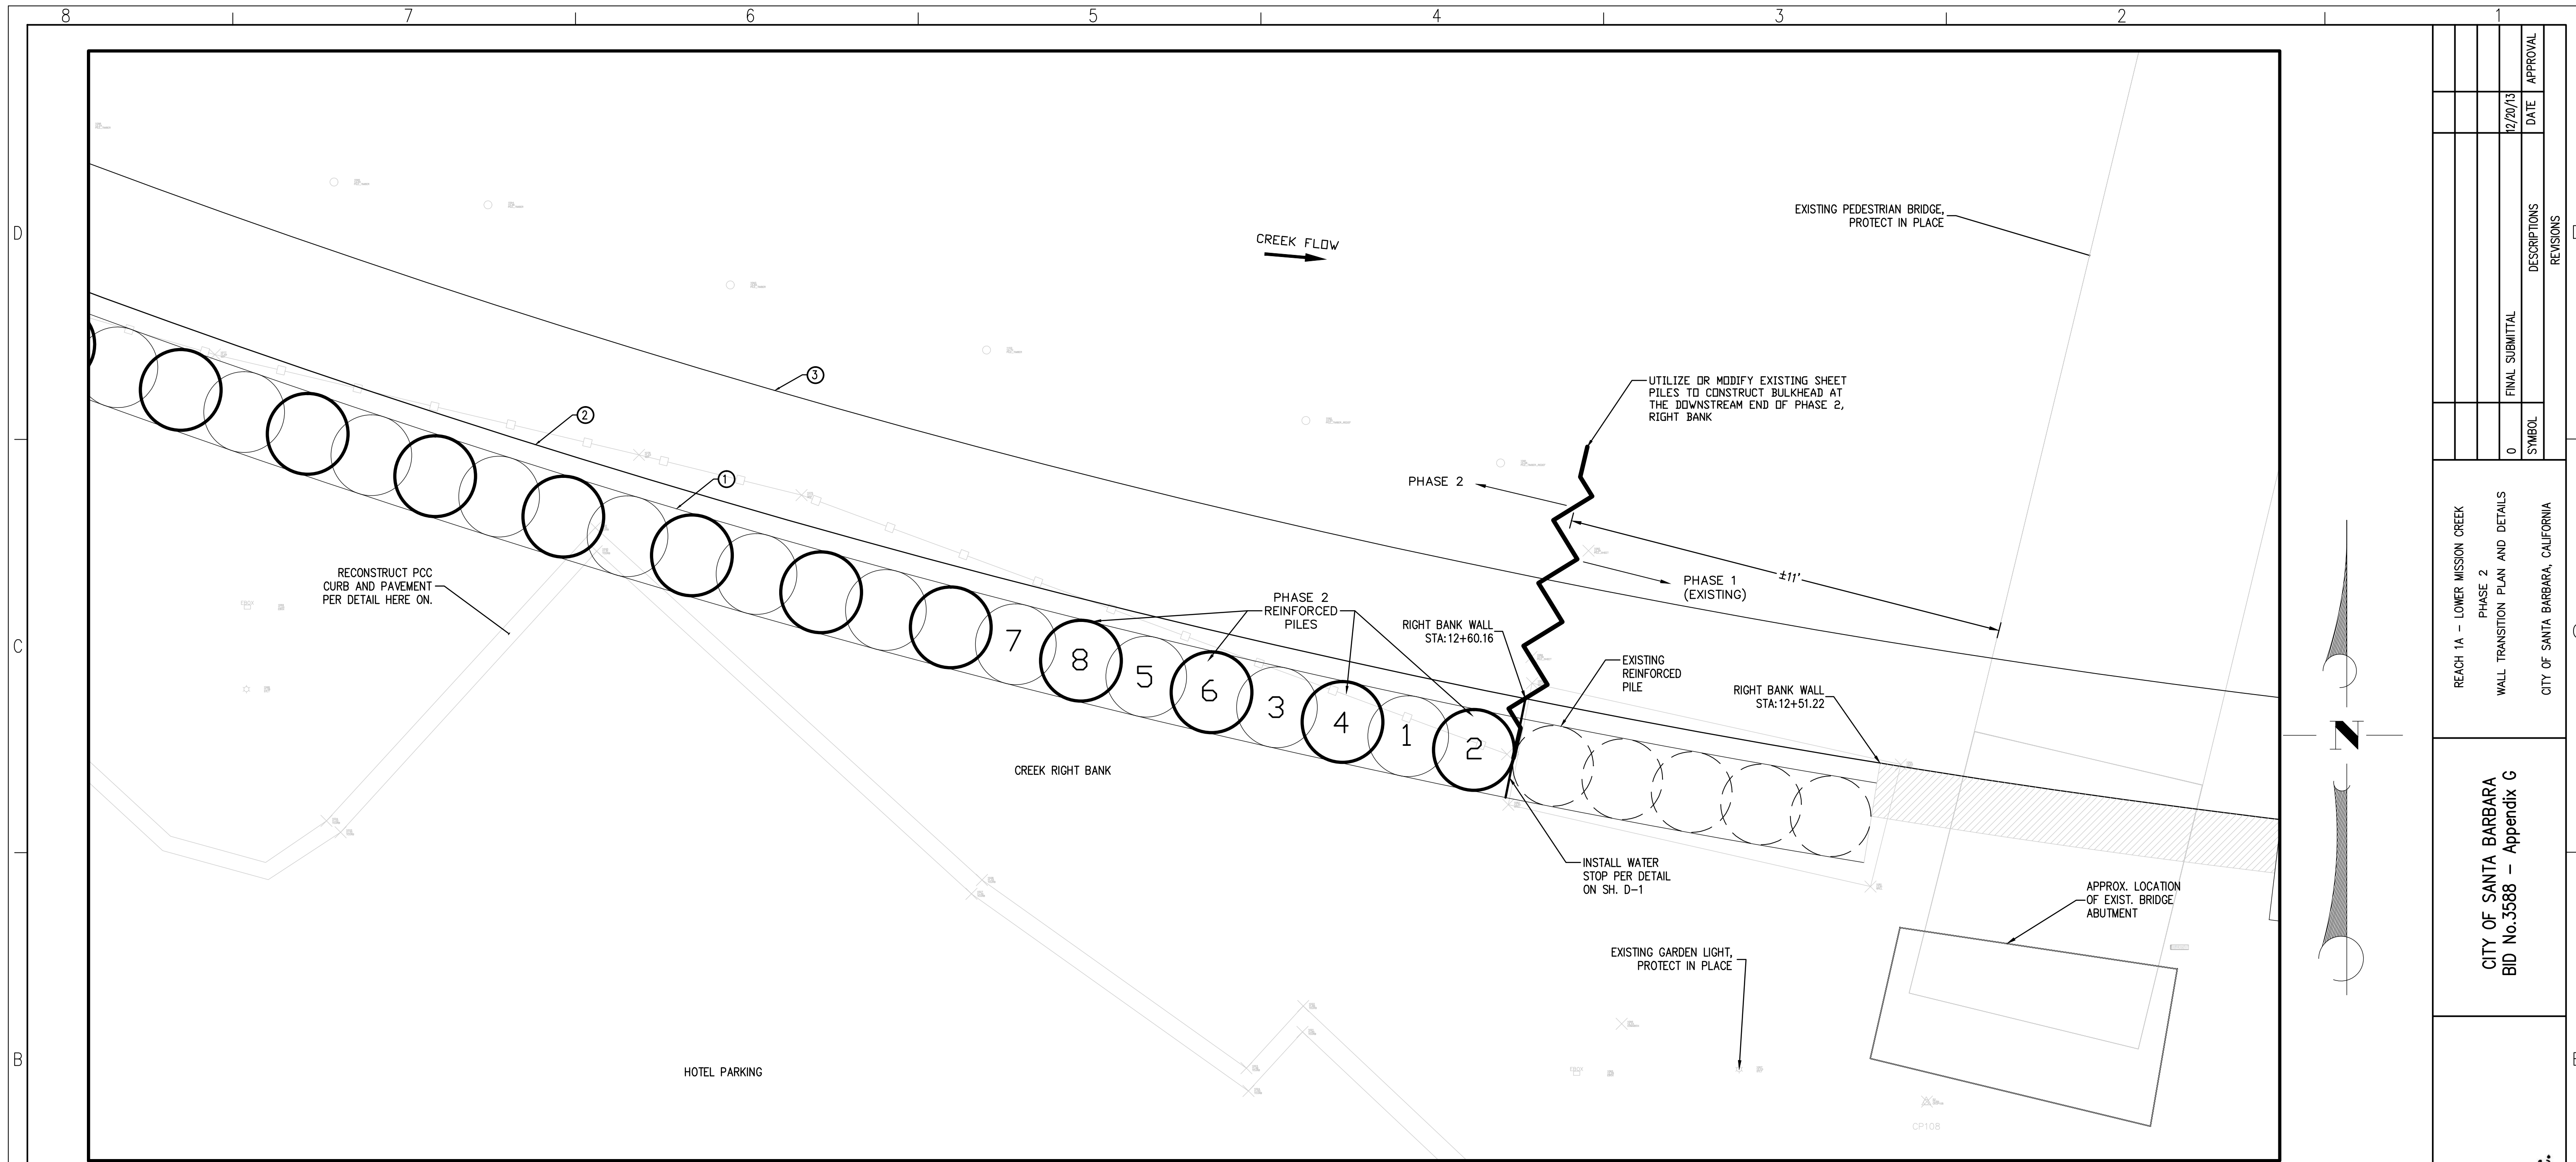 8 7 6 5 4 3 2 1
D
C
B
CREEK FLOW
EXISTING PEDESTRIAN BRIDGE,
PROTECT IN PLACE
3
2
1
UTILIZE OR MODIFY EXISTING SHEET
PILES TO CONSTRUCT BULKHEAD AT
THE DOWNSTREAM END OF PHASE 2,
RIGHT BANK
PHASE 2
±11'
PHASE 1
(EXISTING)
RECONSTRUCT PCC
CURB AND PAVEMENT
PER DETAIL HERE ON.
PHASE 2
REINFORCED
PILES
RIGHT BANK WALL
STA:12+60.16
EXISTING
REINFORCED
PILE
RIGHT BANK WALL
STA:12+51.22
7 8 5 6 3 4 1 2
CREEK RIGHT BANK
INSTALL WATER
STOP PER DETAIL
ON SH. D-1
APPROX. LOCATION
OF EXIST. BRIDGE
ABUTMENT
EXISTING GARDEN LIGHT,
PROTECT IN PLACE
HOTEL PARKING
CP108
N
0 FINAL SUBMITTAL 12/20/13
SYMBOL DESCRIPTIONS DATE APPROVAL
REVISIONS
REACH 1A - LOWER MISSION CREEK
PHASE 2
WALL TRANSITION PLAN AND DETAILS
CITY OF SANTA BARBARA, CALIFORNIA
CITY OF SANTA BARBARA
BID No.3588 - Appendix G